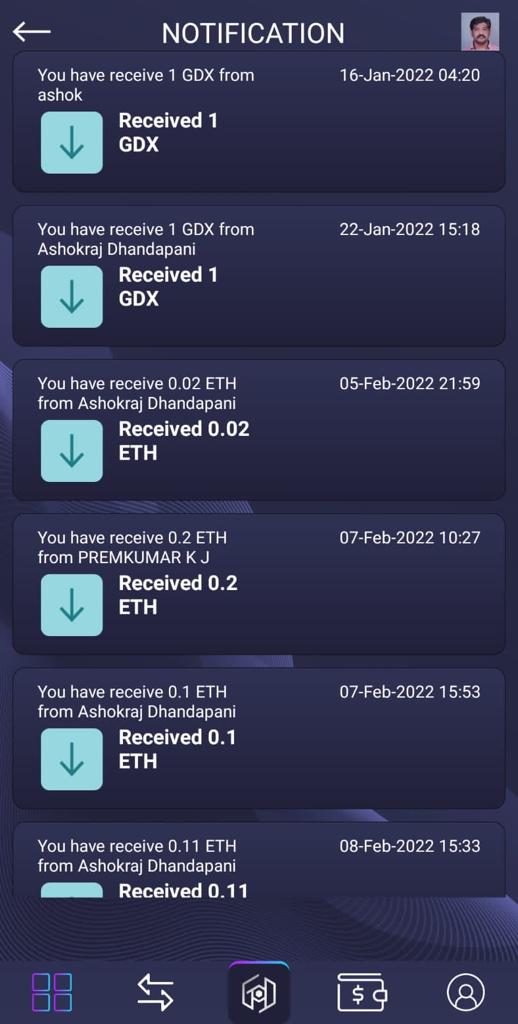 NOTIFICATION
You have receive 1 GDX from
ashok
16-Jan-2022 04:20
Received 1
GDX
You have receive 1 GDX from
Ashokraj Dhandapani
22-Jan-2022 15:18
Received 1
GDX
You have receive 0.02 ETH
from Ashokraj Dhandapani
05-Feb-2022 21:59
Received 0.02
ETH
You have receive 0.2 ETH
from PREMKUMAR K J
07-Feb-2022 10:27
Received 0.2
ETH
You have receive 0.1 ETH
from Ashokraj Dhandapani
07-Feb-2022 15:53
Received 0.1
ETH
You have receive 0.11 ETH
from Ashokraj Dhandapani
08-Feb-2022 15:33
Received 0.11
$